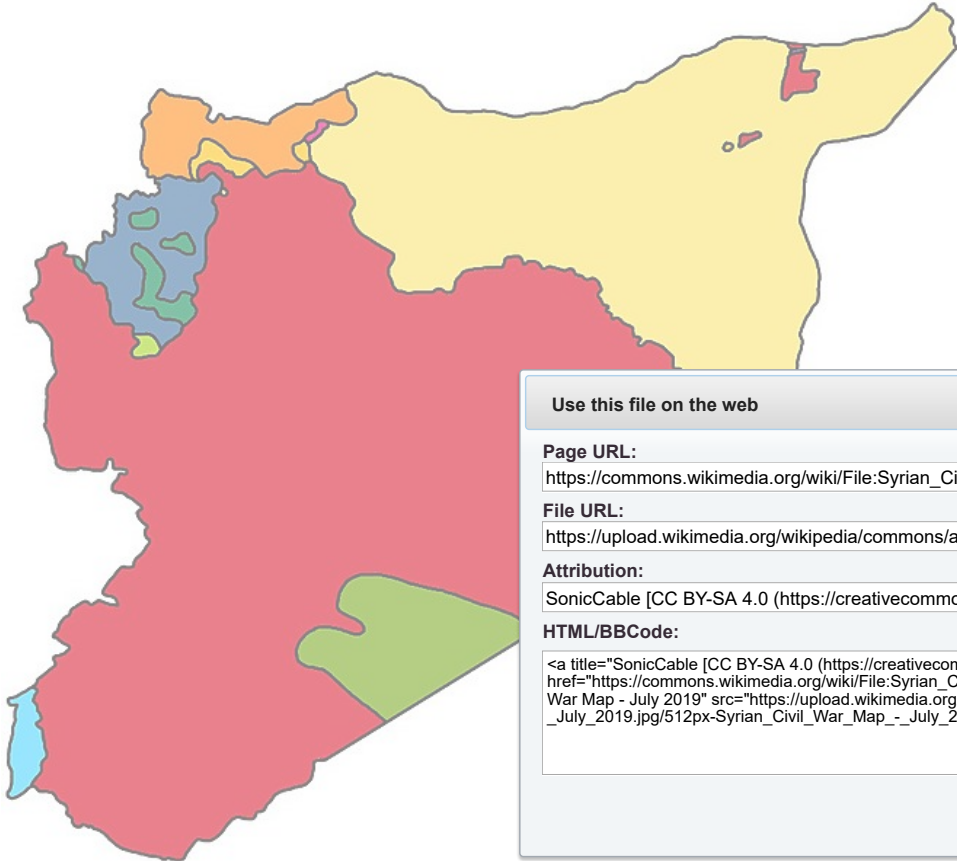 Use this file on the web
Page URL:
https://commons.wikimedia.org/wiki/File:Syrian_Ci
File URL:
https://upload.wikimedia.org/wikipedia/commons/a
Attribution:
SonicCable [CC BY-SA 4.0 (https://creativecommo
HTML/BBCode:
<a title="SonicCable [CC BY-SA 4.0 (https://creativecom
href="https://commons.wikimedia.org/wiki/File:Syrian_C
War Map - July 2019" src="https://upload.wikimedia.org
_July_2019.jpg/512px-Syrian_Civil_War_Map_-_July_2